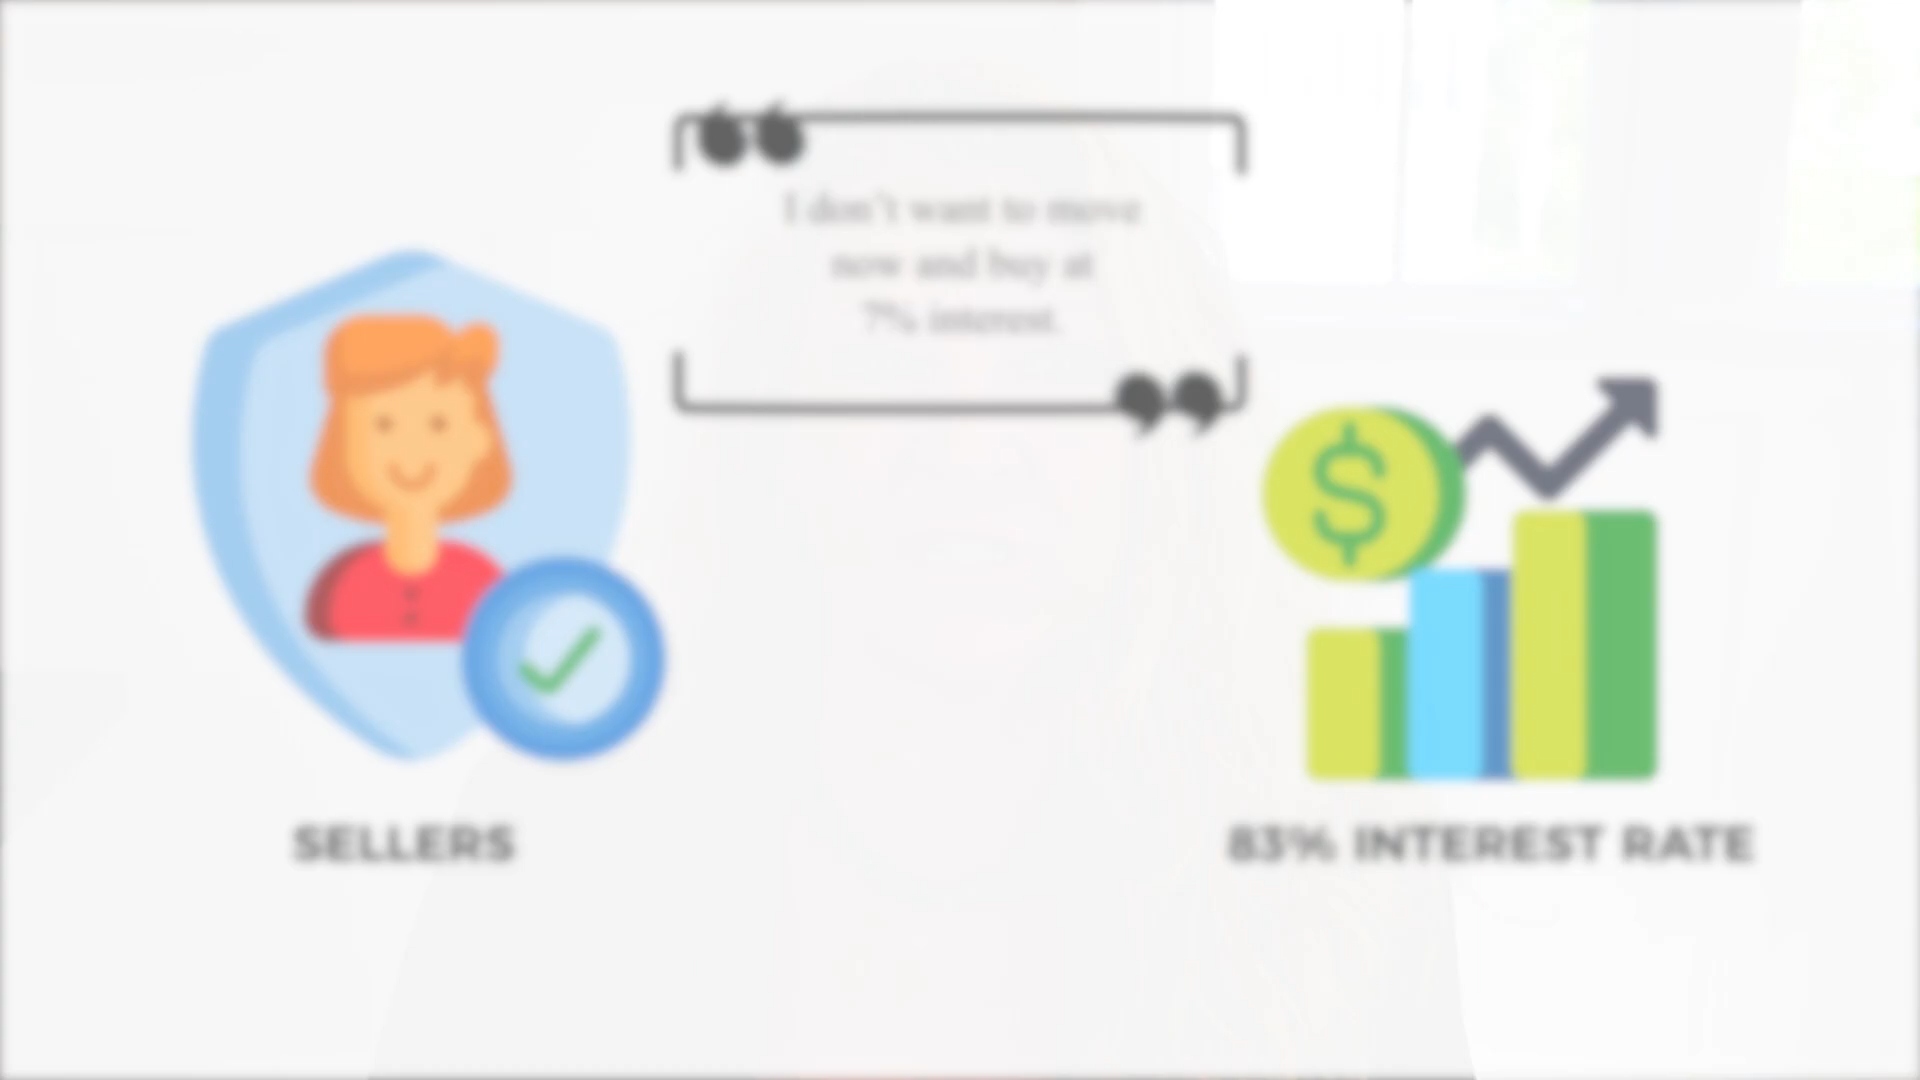 I don't want to move
now and buy at
7% interest.
SELLERS
83% INTEREST RATE